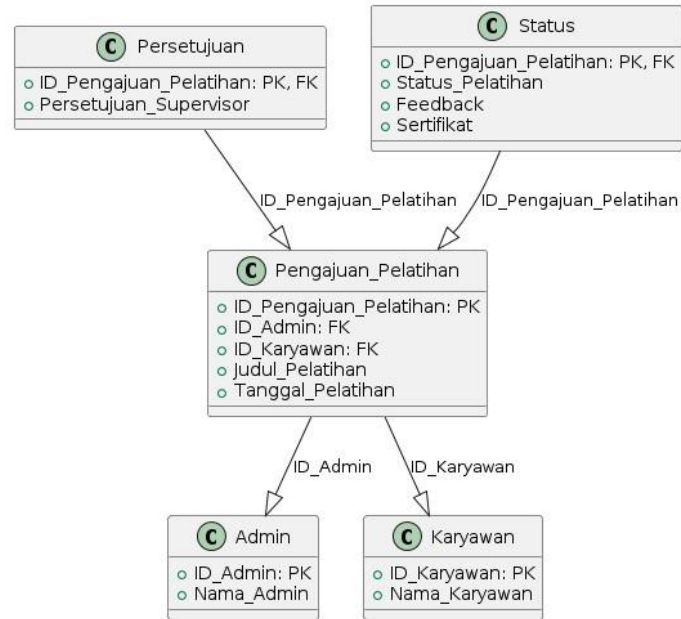 C Persetujuan
ID_Pengajuan_Pelatihan: PK, FK
Persetujuan_Supervisor
C Status
ID_Pengajuan_Pelatihan: PK, FK
Status_Pelatihan
Feedback
Sertifikat
ID_Pengajuan_Pelatihan
ID_Pengajuan_Pelatihan
C Pengajuan_Pelatihan
ID_Pengajuan_Pelatihan: PK
ID_Admin: FK
ID_Karyawan: FK
Judul_Pelatihan
Tanggal_Pelatihan
ID_Admin
ID_Karyawan
C Admin
ID_Admin: PK
Nama_Admin
C Karyawan
ID_Karyawan: PK
Nama_Karyawan